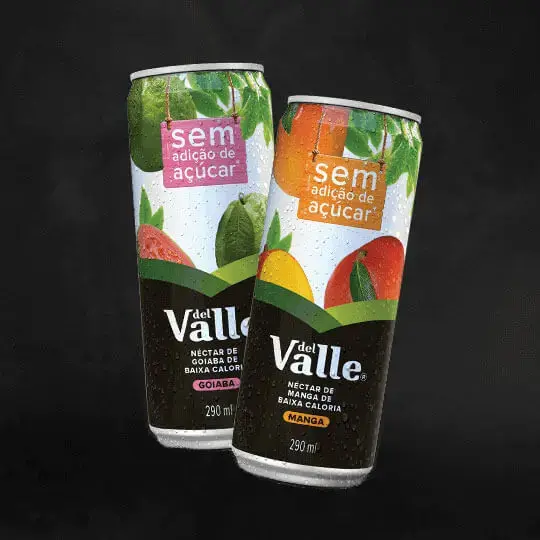 sem
adição de
açúcar*
del
Valle
NÉCTAR DE
GOIABA DE
BAIXA CALORIA
GOIABA
290 ml
sem
adição de
açúcar*
del
Valle®
NÉCTAR DE
MANGA DE
BAIXA CALORIA
MANGA
290 ml